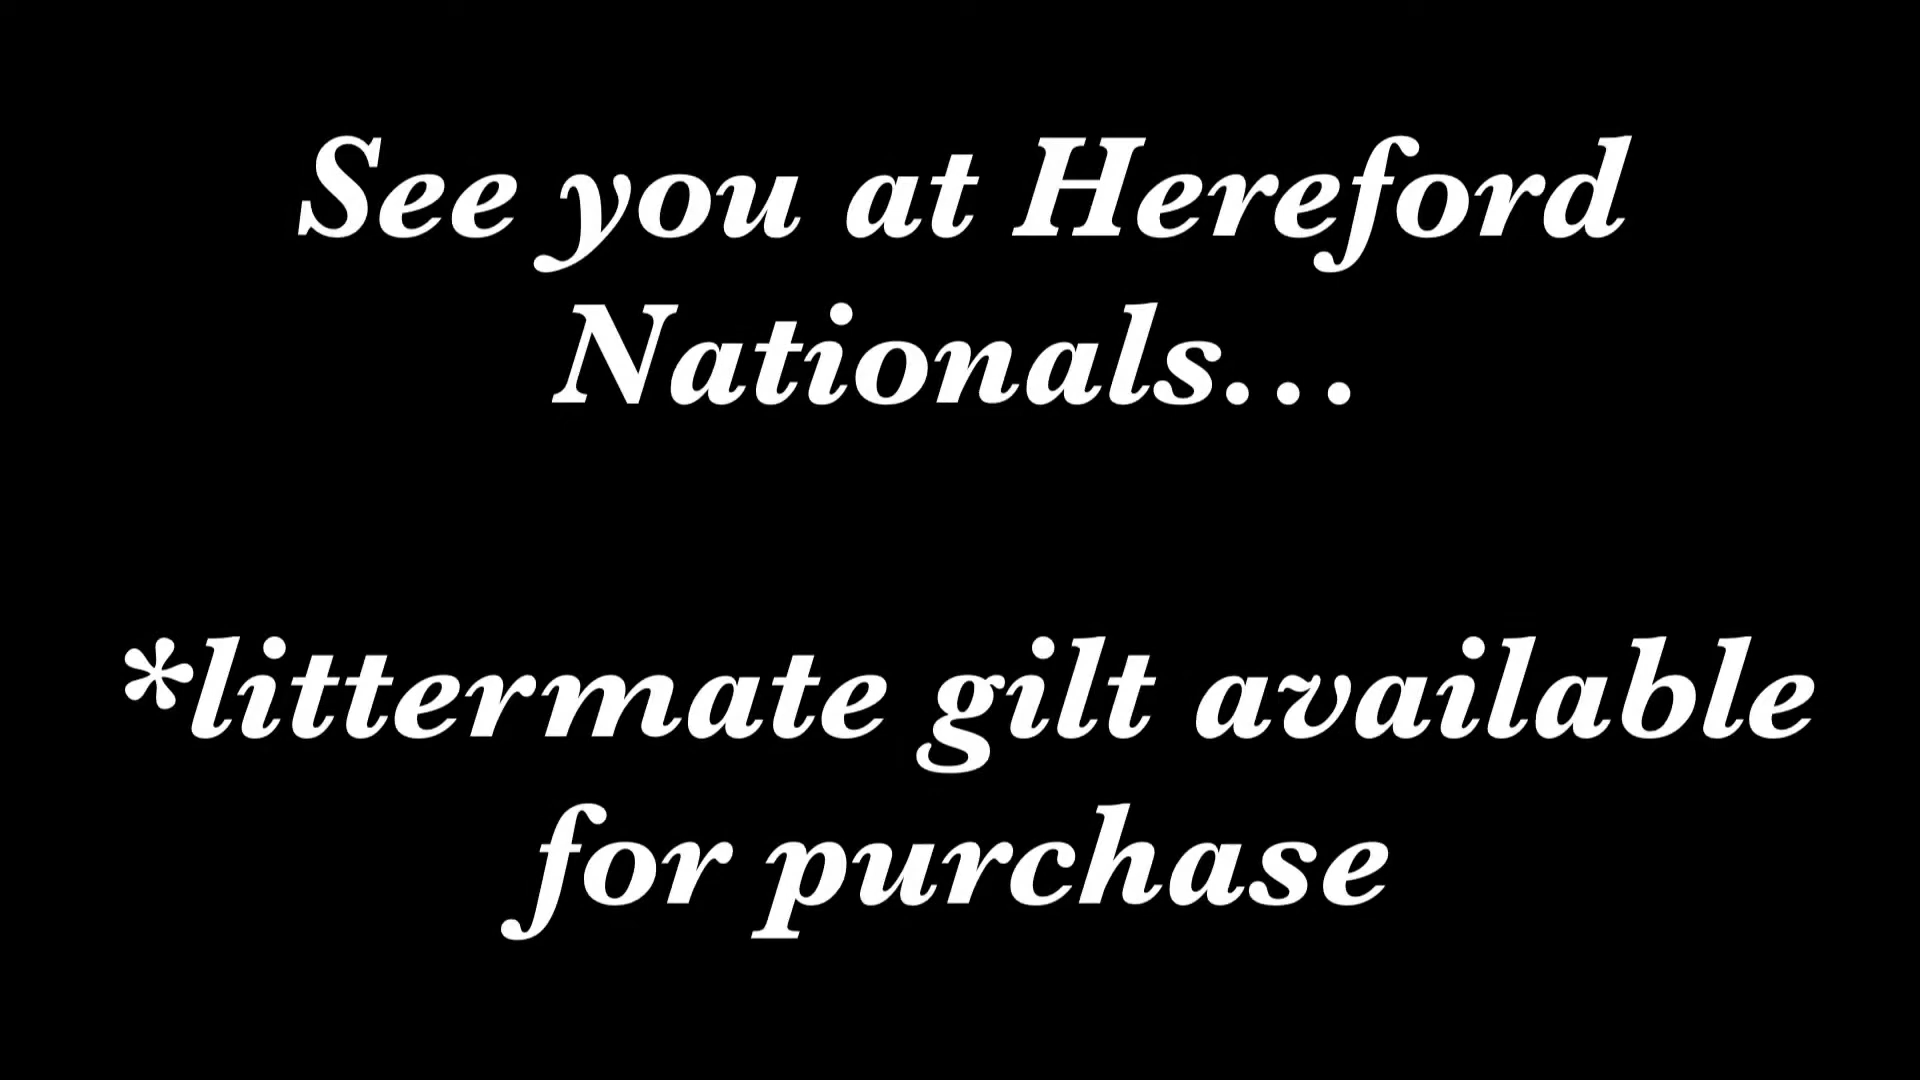 See you at Hereford
Nationals...
*littermate gilt available
for purchase